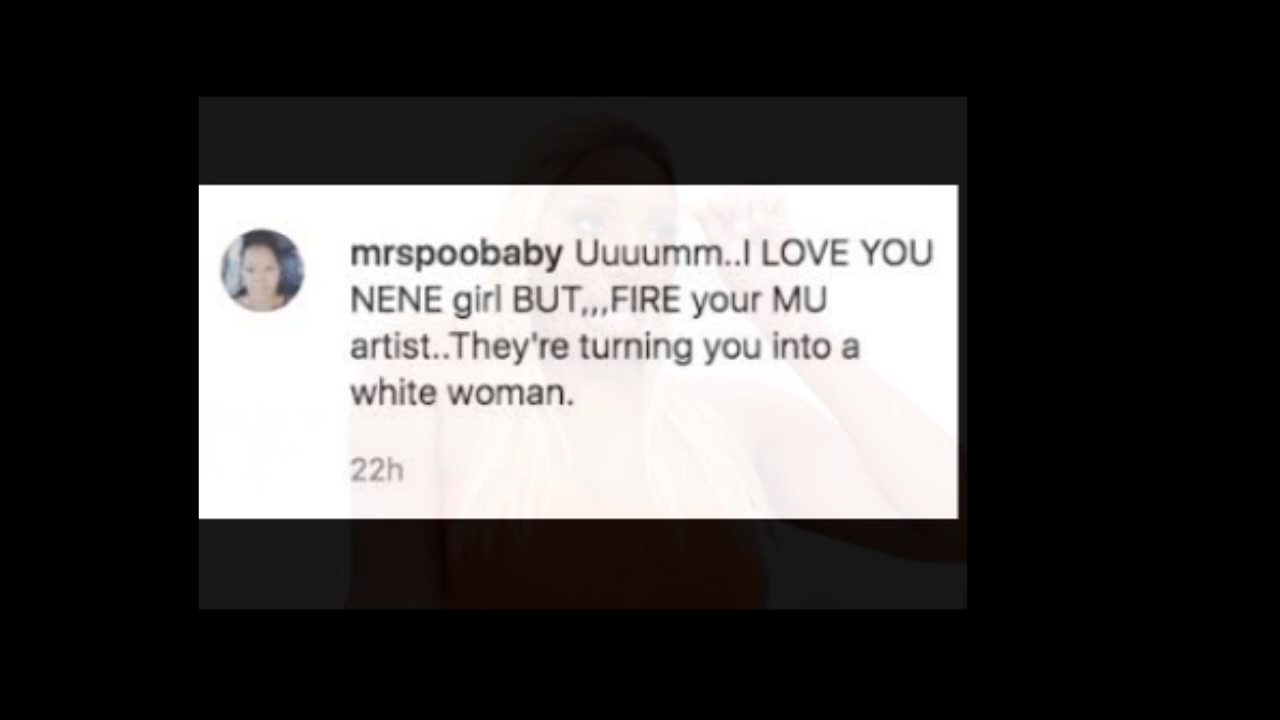 mrspoobaby Uuuumm..I LOVE YOU
NENE girl BUT,,,FIRE your MU
artist..They're turning you into a
white woman.
22h